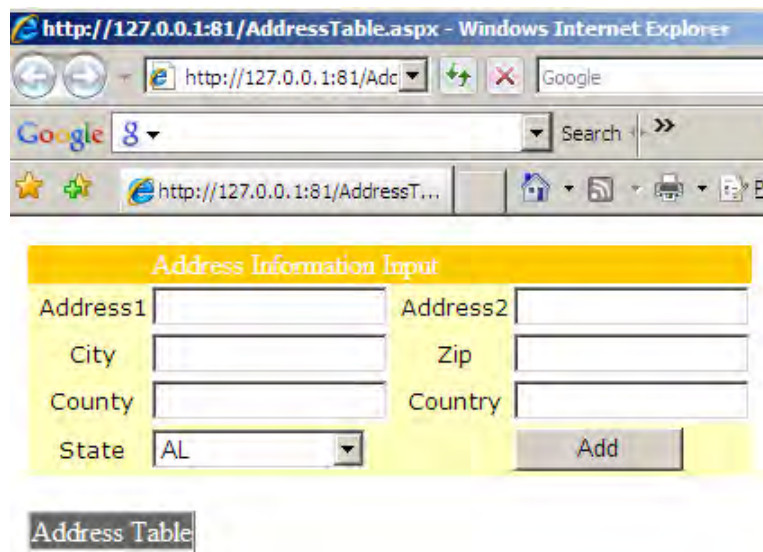 http://127.0.0.1:81/AddressTable.aspx - Windows Internet Explorer
http://127.0.0.1:81/Adc Google
Google 8 Search »
http://127.0.0.1:81/AddressT...
Address Information Input
Address1 Address2
City Zip
County Country
State AL Add
Address Table